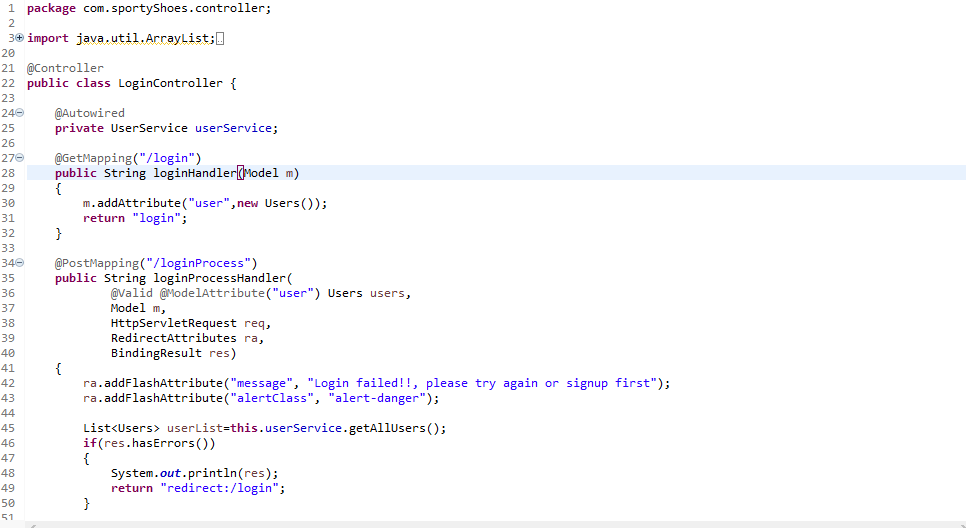 1 package com.sportyShoes.controller;
2
3 import java.util.ArrayList;
20
21 @Controller
22 public class LoginController {
23
24 @Autowired
25 private UserService userService;
26
27 @GetMapping("/login")
28 public String loginHandler(Model m)
29 {
30 m.addAttribute("user",new Users());
31 return "login";
32 }
33
34 @PostMapping("/loginProcess")
35 public String loginProcessHandler(
36 @Valid @ModelAttribute("user") Users users,
37 Model m,
38 HttpServletRequest req,
39 RedirectAttributes ra,
40 BindingResult res)
41 {
42 ra.addFlashAttribute("message", "Login failed!!, please try again or signup first");
43 ra.addFlashAttribute("alertClass", "alert-danger");
44
45 List<Users> userList=this.userService.getAllUsers();
46 if(res.hasErrors())
47 {
48 System.out.println(res);
49 return "redirect:/login";
50 }
51